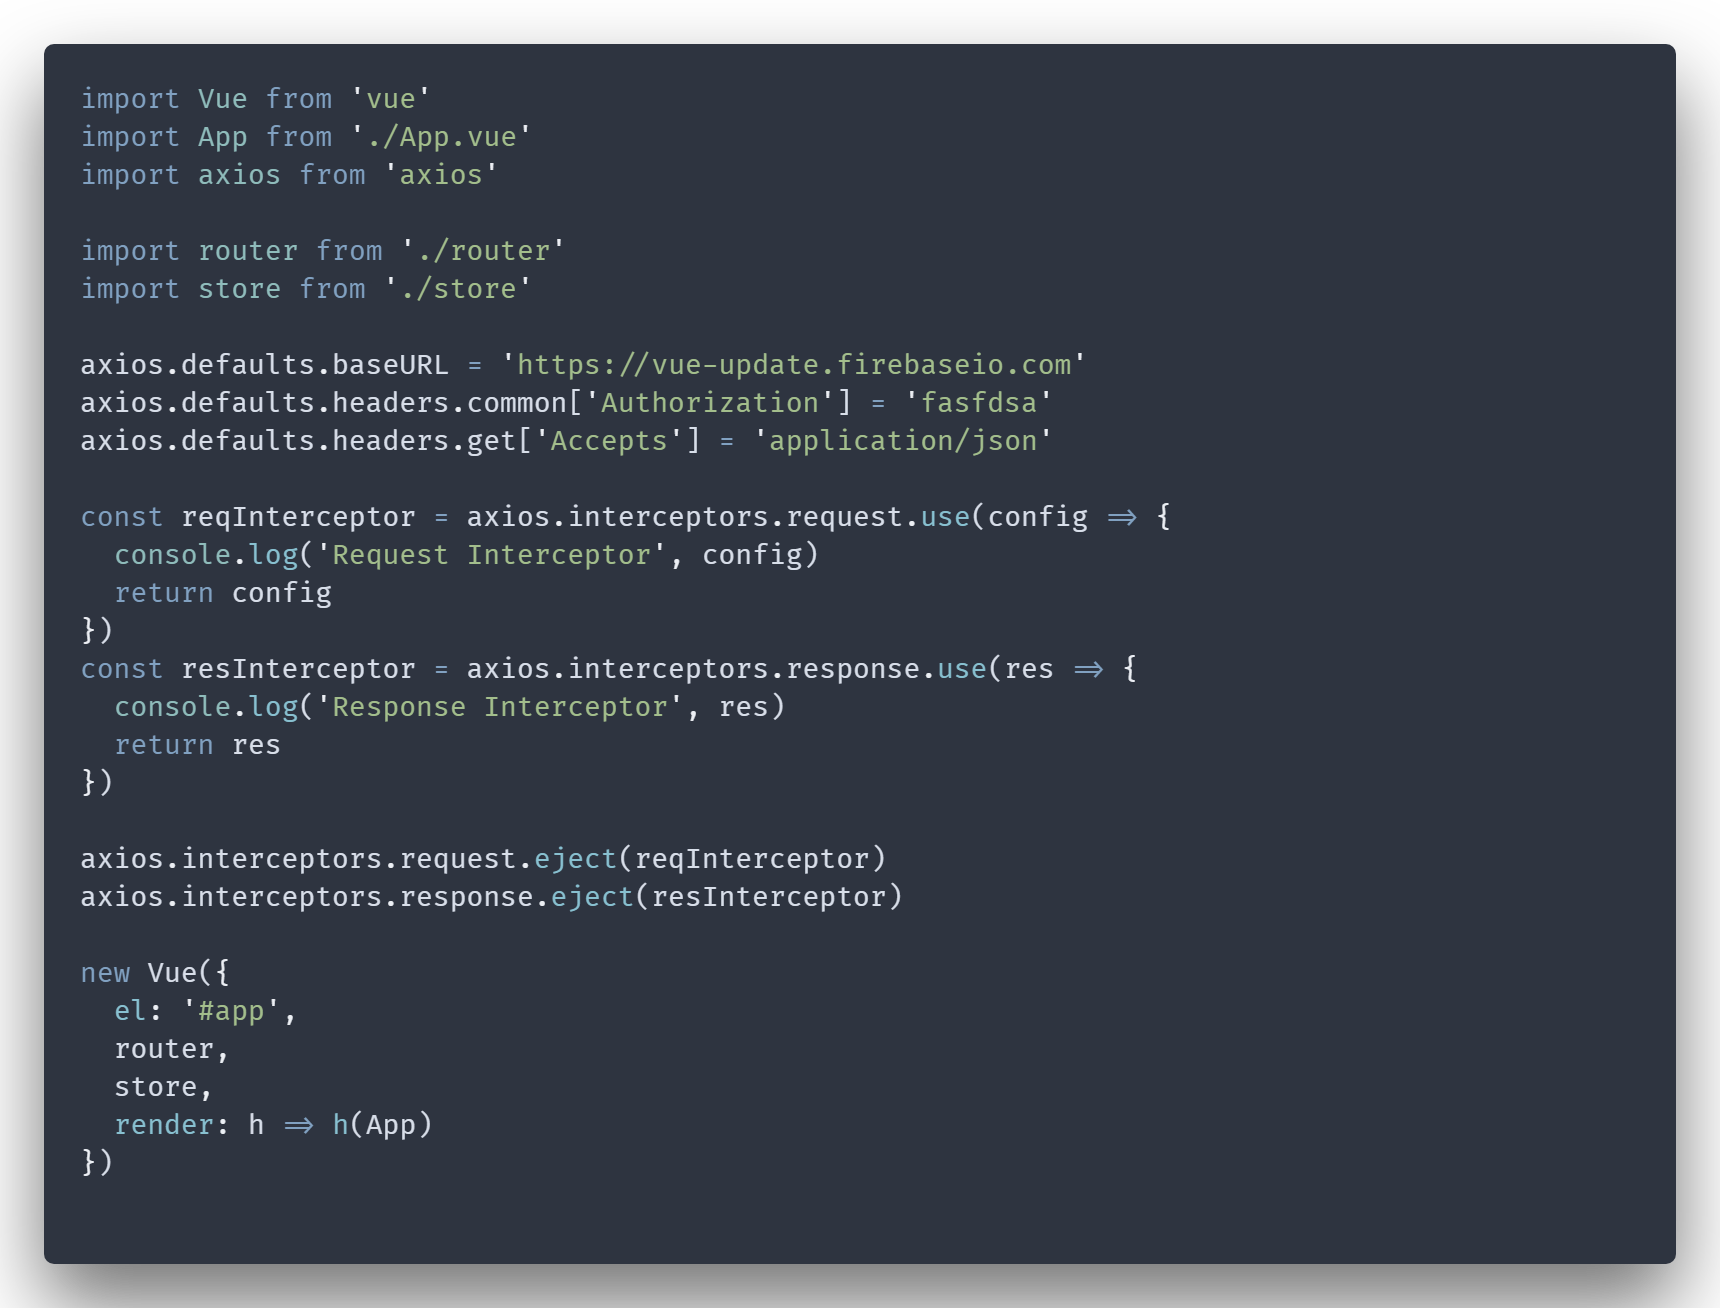 import Vue from 'vue'
import App from './App.vue'
import axios from 'axios'

import router from './router'
import store from './store'

axios.defaults.baseURL = 'https://vue-update.firebaseio.com'
axios.defaults.headers.common['Authorization'] = 'fasfdsa'
axios.defaults.headers.get['Accepts'] = 'application/json'

const reqInterceptor = axios.interceptors.request.use(config => {
  console.log('Request Interceptor', config)
  return config
})
const resInterceptor = axios.interceptors.response.use(res => {
  console.log('Response Interceptor', res)
  return res
})

axios.interceptors.request.eject(reqInterceptor)
axios.interceptors.response.eject(resInterceptor)

new Vue({
  el: '#app',
  router,
  store,
  render: h => h(App)
})